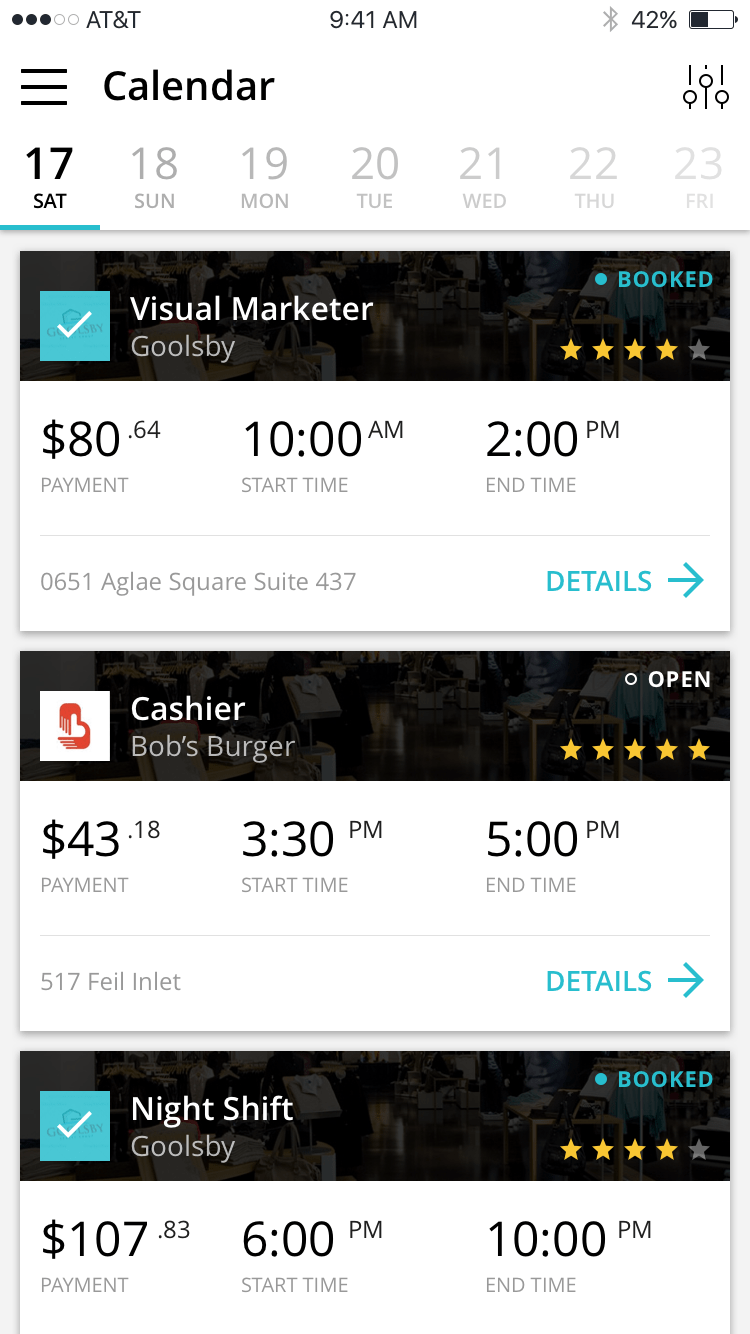 AT&T 9:41 AM 42%
Calendar
17 18 19 20 21 22 23
SAT SUN MON TUE WED THU FRI
BOOKED
Visual Marketer
Goolsby
$80 .64 10:00 AM 2:00 PM
PAYMENT START TIME END TIME
0651 Aglae Square Suite 437 DETAILS
OPEN
Cashier
Bob’s Burger
$43 .18 3:30 PM 5:00 PM
PAYMENT START TIME END TIME
517 Feil Inlet DETAILS
BOOKED
Night Shift
Goolsby
$107 .83 6:00 PM 10:00 PM
PAYMENT START TIME END TIME